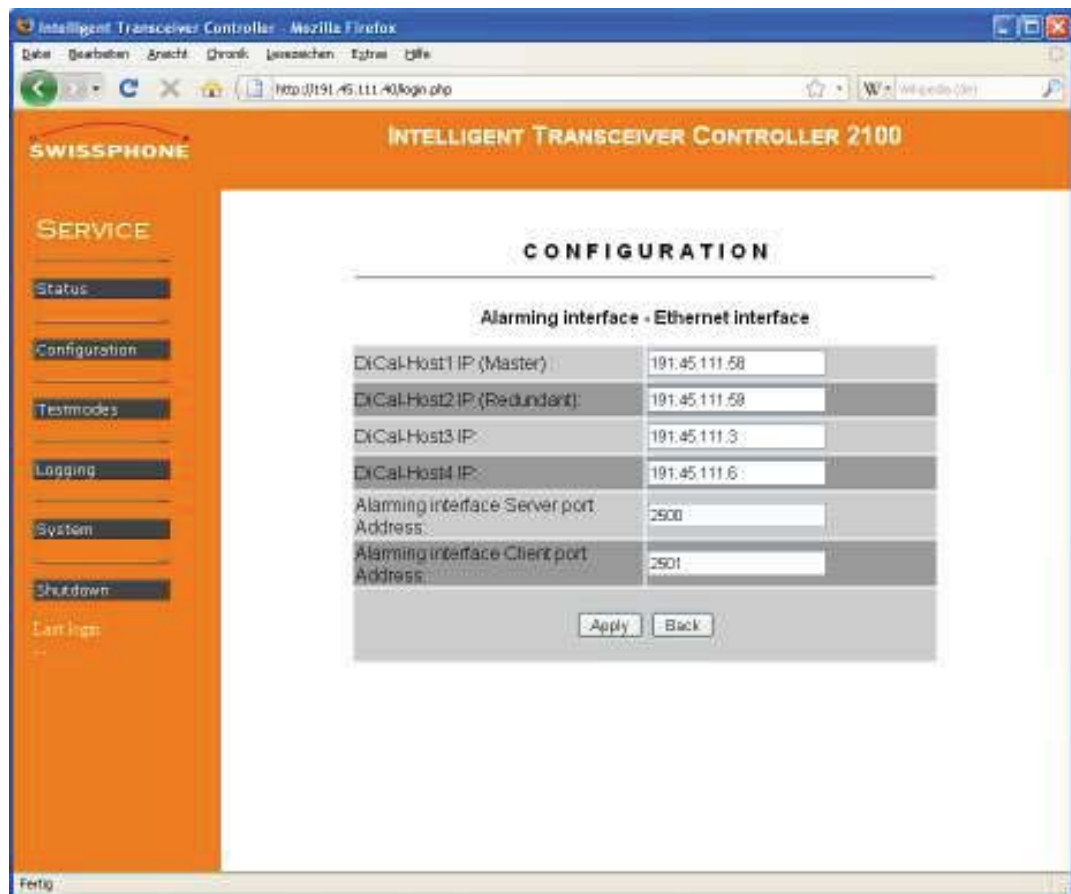 Intelligent Transceiver Controller - Mozilla Firefox
Datei Bearbeiten Ansicht Chronik Lesezeichen Extras Hilfe
http://191.45.111.40/login.php W Wikipedia (de)
SWISSPHONE
INTELLIGENT TRANSCEIVER CONTROLLER 2100
SERVICE
Status
Configuration
Testmodes
Logging
System
Shutdown
Last login
--
CONFIGURATION
Alarming interface - Ethernet interface
DiCal-Host1 IP (Master): 191.45.111.58
DiCal-Host2 IP (Redundant): 191.45.111.59
DiCal-Host3 IP: 191.45.111.3
DiCal-Host4 IP: 191.45.111.6
Alarming interface Server port
Address: 2500
Alarming interface Client port
Address: 2501
Apply Back
Fertig